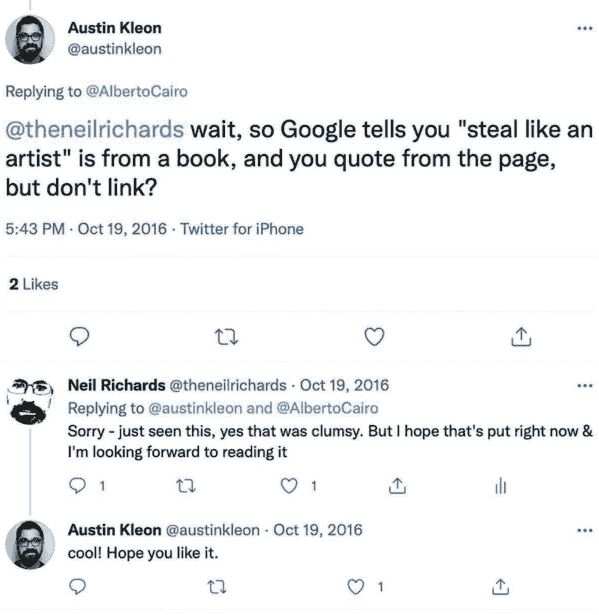 Austin Kleon
@austinkleon
Replying to @AlbertoCairo
@theneilrichards wait, so Google tells you "steal like an
artist" is from a book, and you quote from the page,
but don't link?
5:43 PM · Oct 19, 2016 · Twitter for iPhone
2 Likes
Neil Richards @theneilrichards · Oct 19, 2016
Replying to @austinkleon and @AlbertoCairo
Sorry - just seen this, yes that was clumsy. But I hope that's put right now &
I'm looking forward to reading it
1 1
Austin Kleon @austinkleon · Oct 19, 2016
cool! Hope you like it.
1